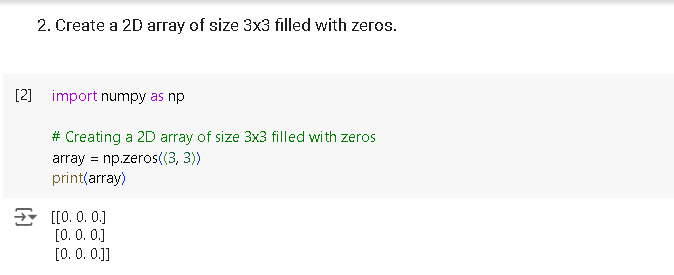 2. Create a 2D array of size 3x3 filled with zeros.
[2] import numpy as np
# Creating a 2D array of size 3x3 filled with zeros
array = np.zeros((3, 3))
print(array)
[[0. 0. 0.]
[0. 0. 0.]
[0. 0. 0.]]